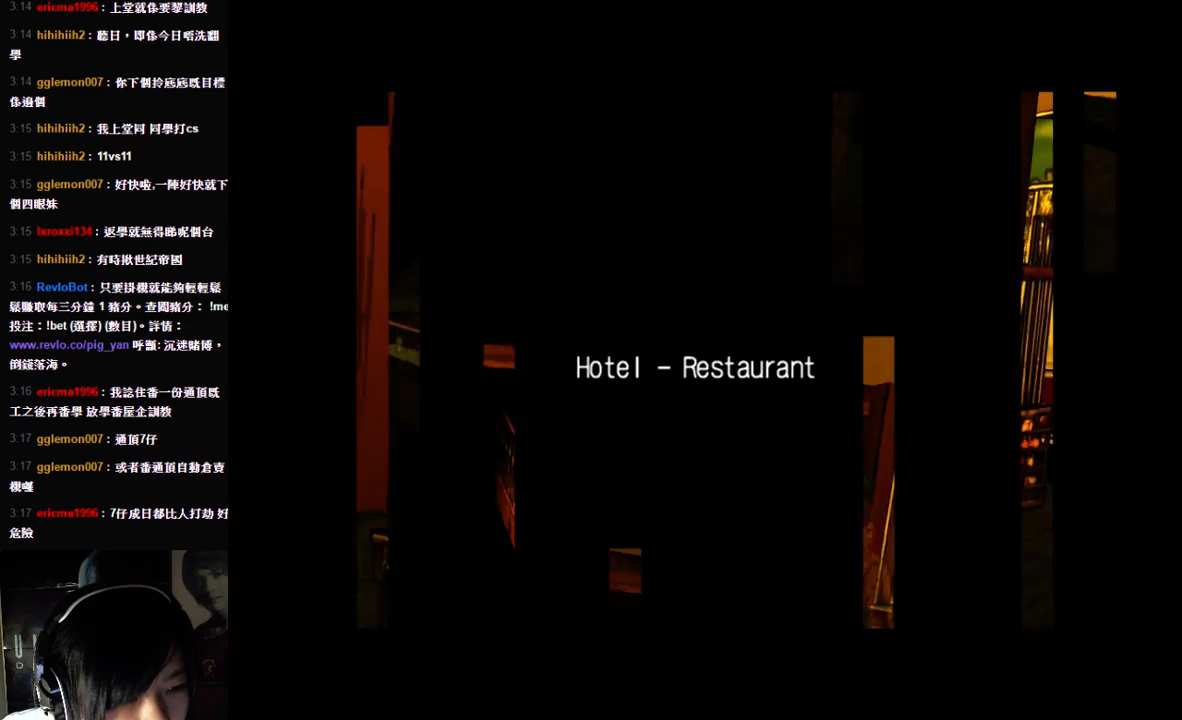 3:14 ericma1996 : 上堂就係要黎訓教
3:14 hihihiih2 : 聽日，即係今日唔洗翻
學
3:14 gglemon007 : 你下個拎底底既目標
係邊個
3:15 hihihiih2 : 我上堂同 同學打cs
3:15 hihihiih2 : 11vs11
3:15 gglemon007 : 好快啦,一陣好快就下
個四眼妹
3:15 : 返學就無得睇呢個台
3:15 hihihiih2 : 有時揪世紀帝國
3:16 RevloBot : 只要掛機就能夠輕輕鬆
鬆賺取每三分鐘 1 豬分。查閱豬分： !me
投注：!bet (選擇) (數目)。詳情：
www.revlo.co/pig_yan 呼籲: 沉迷賭博，
倒錢落海。
3:16 ericma1996 : 我諗住番一份通頂既
工之後再番學 放學番屋企訓教
3:17 gglemon007 : 通頂7仔
3:17 gglemon007 : 或者番通頂自動倉賣
機囉
3:17 ericma1996 : 7仔成日都比人打劫 好
危險
Hotel – Restaurant